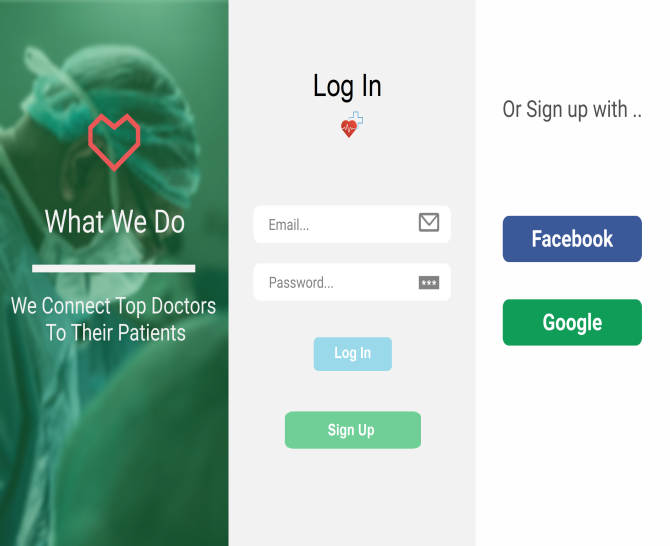 What We Do
We Connect Top Doctors
To Their Patients
Log In
Email...
Password...
***
Log In
Sign Up
Or Sign up with ..
Facebook
Google